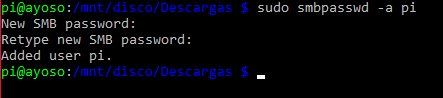 pi@ayoso:/mnt/disco/Descargas $ sudo smbpasswd -a pi
New SMB password:
Retype new SMB password:
Added user pi.
pi@ayoso:/mnt/disco/Descargas $